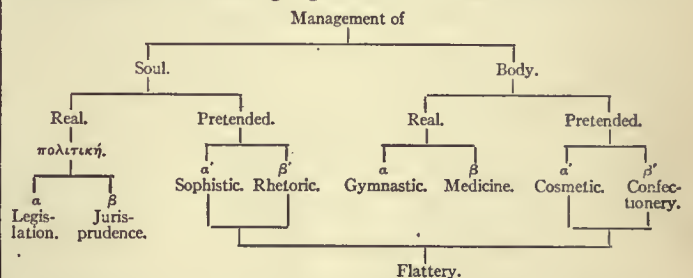 Management of
Soul. Body.
Real. Pretended. Real. Pretended.
πολιτική.
α' β' α β α' β'
Sophistic. Rhetoric. Gymnastic. Medicine. Cosmetic. Confec-
tionery.
α β
Legis- Juris-
lation. prudence.
Flattery.